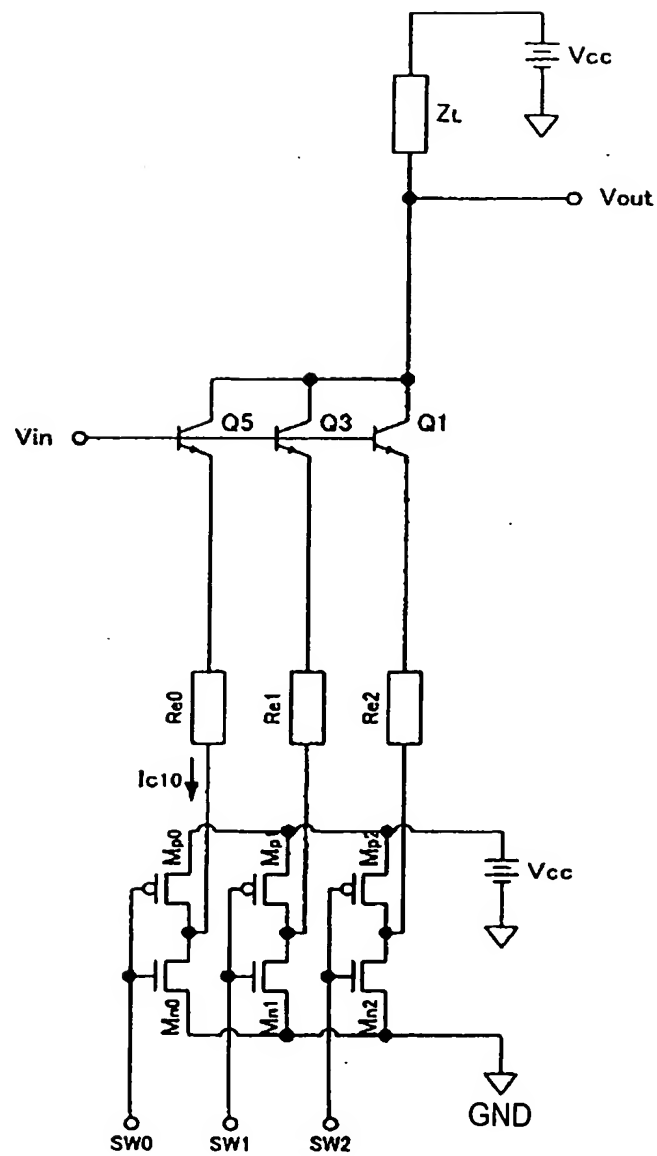 Vcc
ZL
Vout
Vin
Q5
Q3
Q1
Re0
Re1
Re2
Ic10
Mp0
Mp1
Mp2
Vcc
Mn0
Mn1
Mn2
GND
SW0
SW1
SW2